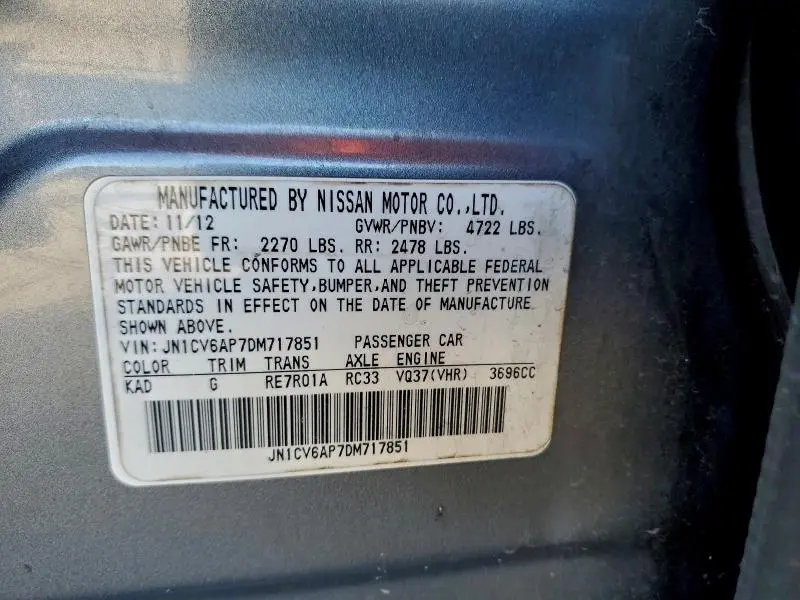 MANUFACTURED BY NISSAN MOTOR CO.,LTD.
DATE: 11/12 GVWR/PNBV: 4722 LBS.
GAWR/PNBE FR: 2270 LBS. RR: 2478 LBS.
THIS VEHICLE CONFORMS TO ALL APPLICABLE FEDERAL
MOTOR VEHICLE SAFETY,BUMPER,AND THEFT PREVENTION
STANDARDS IN EFFECT ON THE DATE OF MANUFACTURE
SHOWN ABOVE.
VIN: JN1CV6AP7DM717851 PASSENGER CAR
COLOR TRIM TRANS AXLE ENGINE
KAD G RE7R01A RC33 VQ37(VHR) 3696CC
JN1CV6AP7DM717851